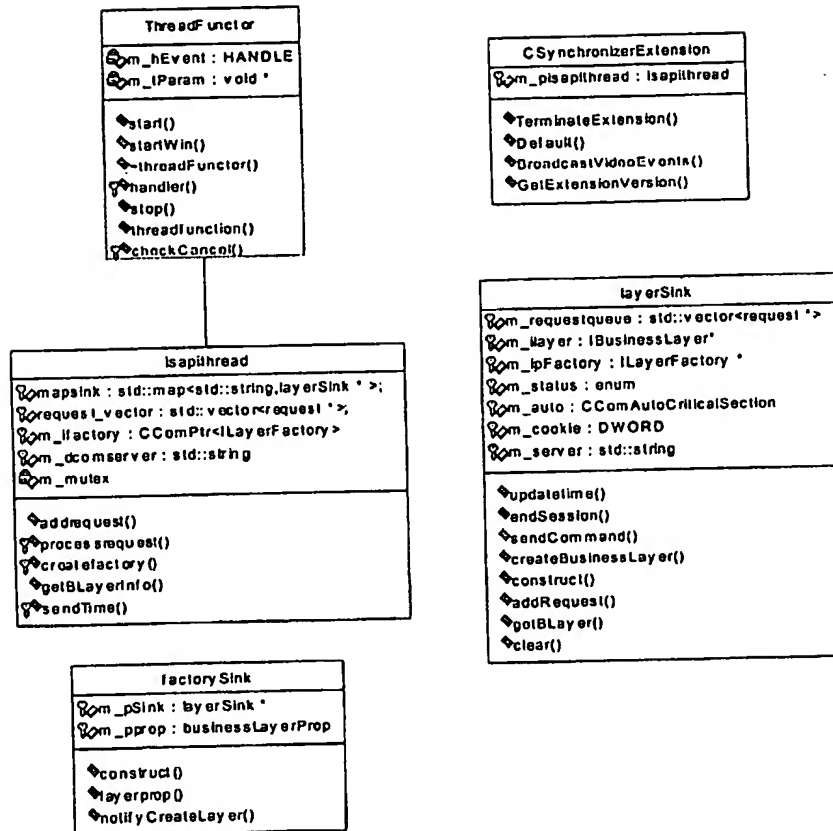 ThreadFunctor
m_hEvent : HANDLE
m_lParam : void *
start()
startWin()
~threadFunctor()
handler()
stop()
threadFunction()
checkCancel()
CSynchronizerExtension
m_pisapithread : Isapithread
TerminateExtension()
Default()
BroadcastVideoEvents()
GetExtensionVersion()
Isapithread
mapsink : std::map<std::string,layerSink * >;
request_vector : std::vector<request *>;
m_ifactory : CComPtr<ILayerFactory>
m_dcomserver : std::string
m_mutex
addrequest()
processrequest()
createfactory()
getBLayerInfo()
sendTime()
layerSink
m_requestqueue : std::vector<request *>
m_ilayer : IBusinessLayer*
m_ipFactory : ILayerFactory *
m_status : enum
m_auto : CComAutoCriticalSection
m_cookie : DWORD
m_server : std::string
updatetime()
endSession()
sendCommand()
createBusinessLayer()
construct()
addRequest()
getBLayer()
clear()
factorySink
m_pSink : layerSink *
m_pprop : businessLayerProp
construct()
layerprop()
notifyCreateLayer()